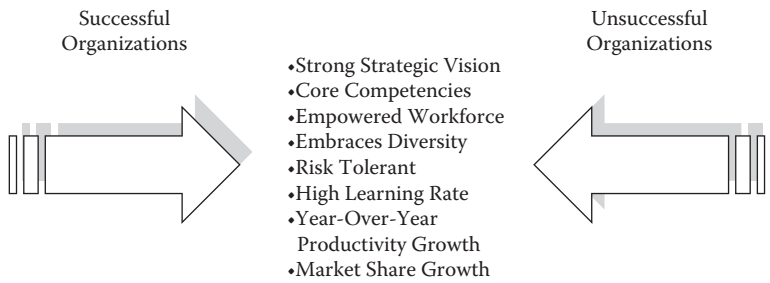 Successful
Organizations
Unsuccessful
Organizations
•Strong Strategic Vision
•Core Competencies
•Empowered Workforce
•Embraces Diversity
•Risk Tolerant
•High Learning Rate
•Year-Over-Year
Productivity Growth
•Market Share Growth